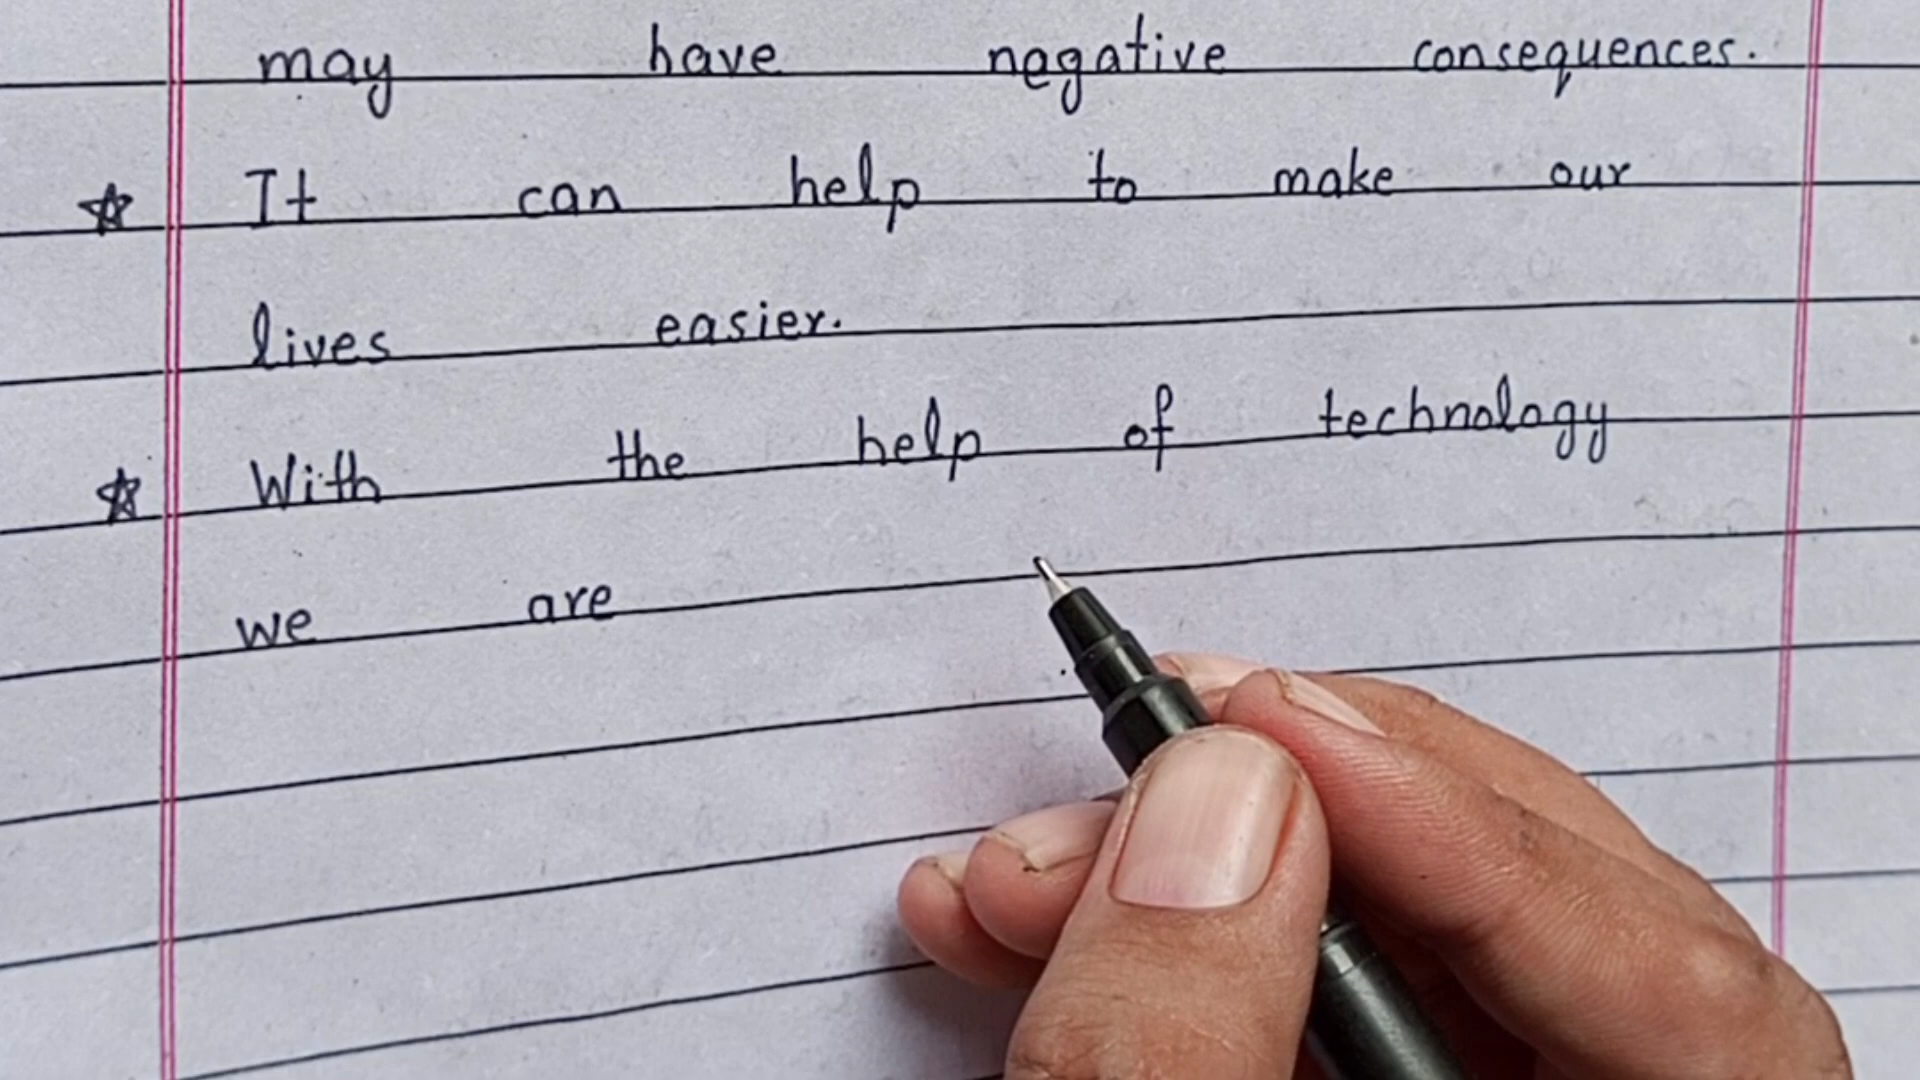 may have negative consequences.
☆ It can help to make our
lives easier.
☆ With the help of technology
we are